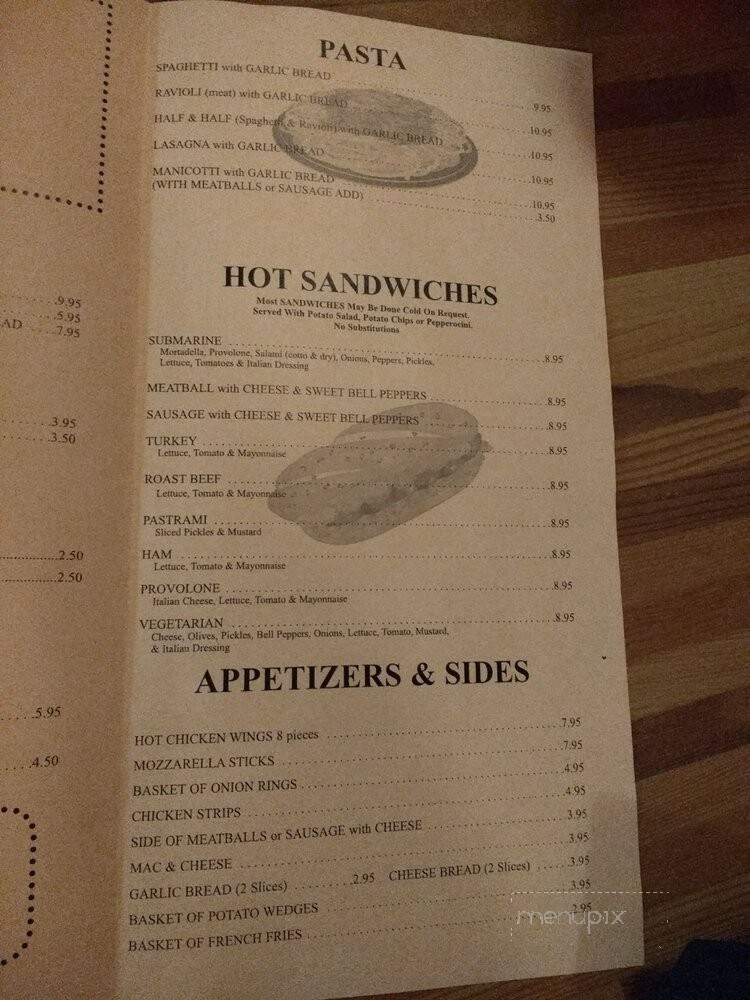 .9.95
.5.95
AD .....7.95
...3.95
...3.50
...2.50
...2.50
....5.95
....4.50
PASTA
SPAGHETTI with GARLIC BREAD ..... 9.95
RAVIOLI (meat) with GARLIC BREAD ..... 10.95
HALF & HALF (Spaghetti & Ravioli) with GARLIC BREAD ..... 10.95
LASAGNA with GARLIC BREAD ..... 10.95
MANICOTTI with GARLIC BREAD ..... 10.95
(WITH MEATBALLS or SAUSAGE ADD) ..... 3.50
HOT SANDWICHES
Most SANDWICHES May Be Done Cold On Request.
Served With Potato Salad, Potato Chips or Pepperocini.
No Substitutions
SUBMARINE ..... 8.95
Mortadella, Provolone, Salami (cotto & dry), Onions, Peppers, Pickles,
Lettuce, Tomatoes & Italian Dressing
MEATBALL with CHEESE & SWEET BELL PEPPERS ..... 8.95
SAUSAGE with CHEESE & SWEET BELL PEPPERS ..... 8.95
TURKEY ..... 8.95
Lettuce, Tomato & Mayonnaise
ROAST BEEF ..... 8.95
Lettuce, Tomato & Mayonnaise
PASTRAMI ..... 8.95
Sliced Pickles & Mustard
HAM ..... 8.95
Lettuce, Tomato & Mayonnaise
PROVOLONE ..... 8.95
Italian Cheese, Lettuce, Tomato & Mayonnaise
VEGETARIAN ..... 8.95
Cheese, Olives, Pickles, Bell Peppers, Onions, Lettuce, Tomato, Mustard,
& Italian Dressing
APPETIZERS & SIDES
HOT CHICKEN WINGS 8 pieces ..... 7.95
MOZZARELLA STICKS ..... 7.95
BASKET OF ONION RINGS ..... 4.95
CHICKEN STRIPS ..... 4.95
SIDE OF MEATBALLS or SAUSAGE with CHEESE ..... 3.95
MAC & CHEESE ..... 3.95
GARLIC BREAD (2 Slices) ..... 2.95 CHEESE BREAD (2 Slices) ..... 3.95
BASKET OF POTATO WEDGES ..... 3.95
BASKET OF FRENCH FRIES ..... 2.95
menupix